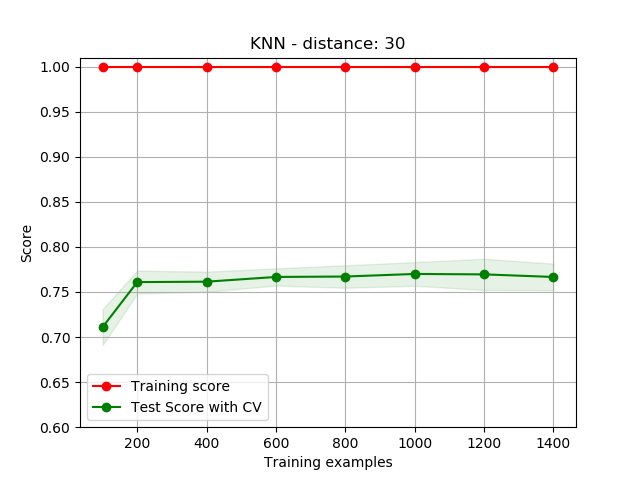 KNN - distance: 30
1.00
0.95
0.90
0.85
0.80
0.75
0.70
0.65
0.60
Score
Training score
Test Score with CV
200 400 600 800 1000 1200 1400
Training examples